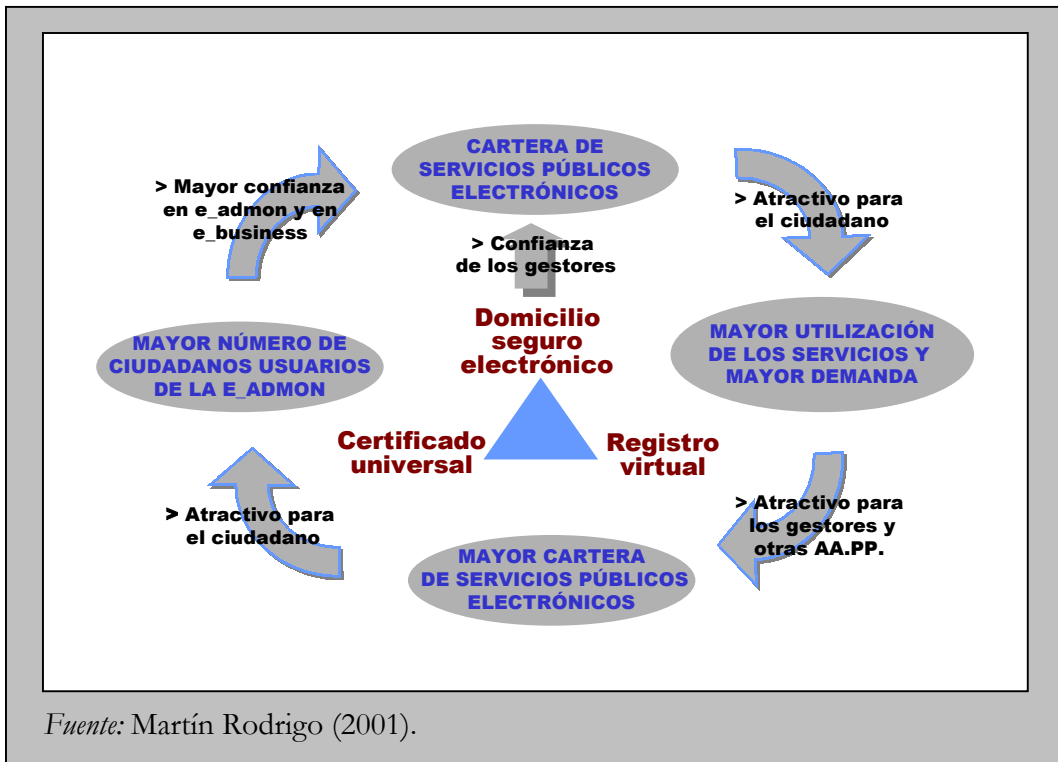 CARTERA DE
SERVICIOS PÚBLICOS
ELECTRÓNICOS
> Mayor confianza
en e_admon y en
e_business
> Atractivo para
el ciudadano
> Confianza
de los gestores
Domicilio
seguro
electrónico
MAYOR NÚMERO DE
CIUDADANOS USUARIOS
DE LA E_ADMON
MAYOR UTILIZACIÓN
DE LOS SERVICIOS Y
MAYOR DEMANDA
Certificado
universal
Registro
virtual
> Atractivo para
el ciudadano
> Atractivo para
los gestores y
otras AA.PP.
MAYOR CARTERA
DE SERVICIOS PÚBLICOS
ELECTRÓNICOS
Fuente: Martín Rodrigo (2001).